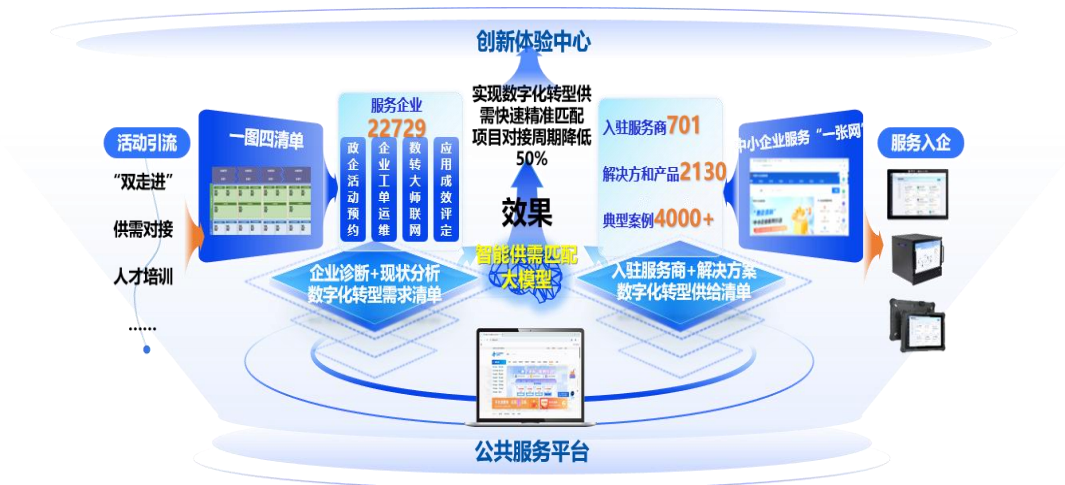 创新体验中心
实现数字化转型供
需快速精准匹配
项目对接周期降低
50%
效果
智能供需匹配
大模型
活动引流
“双走进”
供需对接
人才培训
......
一图四清单
服务企业
22729
政企活动预约
企业工单运维
数转大师联网
应用成效评定
企业诊断+现状分析
数字化转型需求清单
入驻服务商701
解决方和产品2130
典型案例4000+
入驻服务商+解决方案
数字化转型供给清单
中小企业服务“一张网”
服务入企
公共服务平台